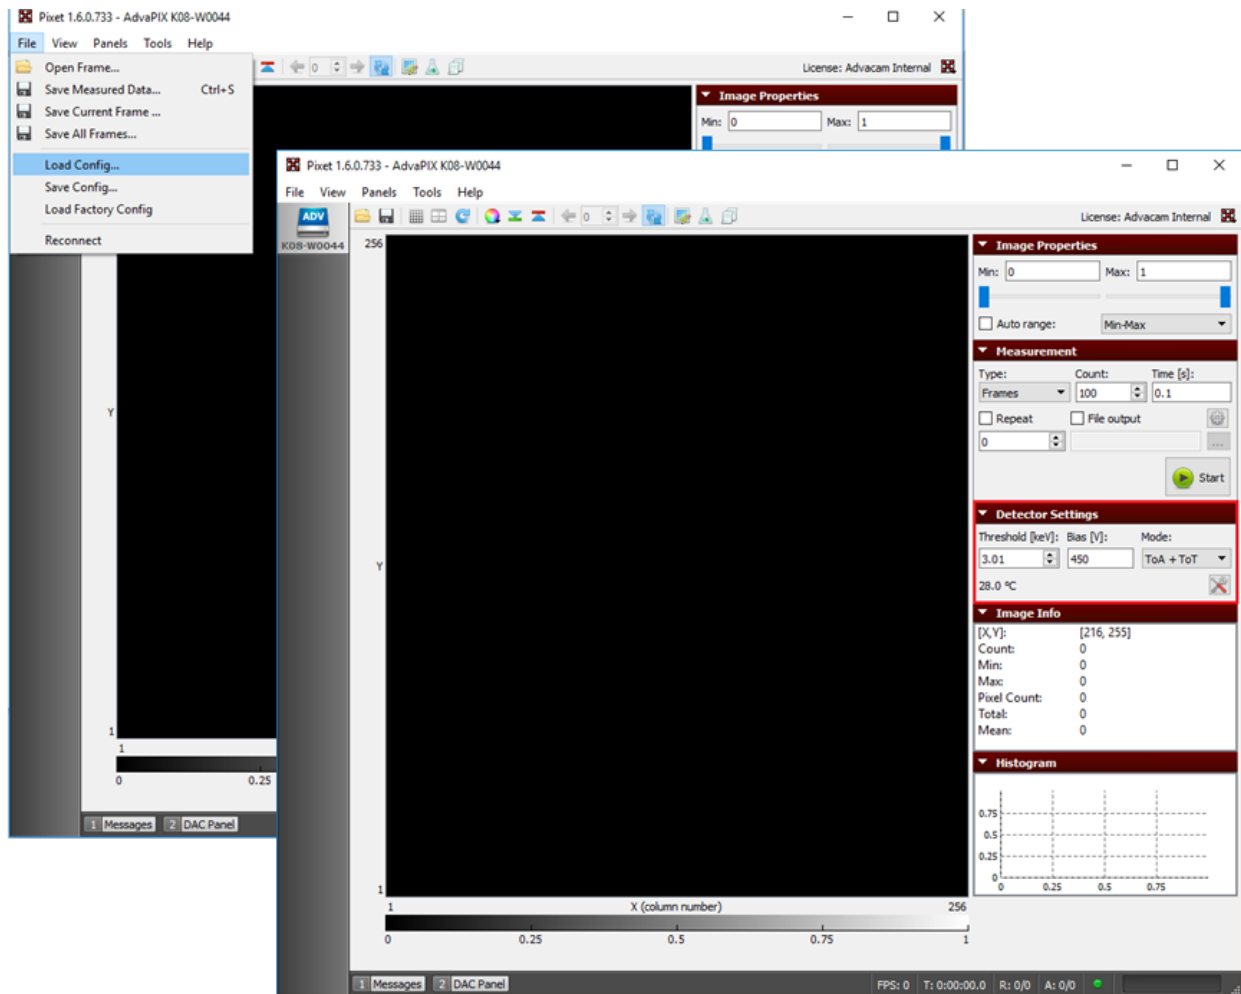 Pixet 1.6.0.733 - AdvaPIX K08-W0044
File View Panels Tools Help
Open Frame...
Save Measured Data... Ctrl+S
Save Current Frame ...
Save All Frames...
Load Config...
Save Config...
Load Factory Config
Reconnect
0
License: Advacam Internal
Image Properties
Min: 0 Max: 1
Y
1
1
0 0.25
1 Messages 2 DAC Panel
Pixet 1.6.0.733 - AdvaPIX K08-W0044
File View Panels Tools Help
ADV
K08-W0044
0
License: Advacam Internal
256
Y
1
1 X (column number) 256
0 0.25 0.5 0.75 1
Image Properties
Min: 0 Max: 1
Auto range: Min-Max
Measurement
Type: Count: Time [s]:
Frames 100 0.1
Repeat File output
0 ...
Start
Detector Settings
Threshold [keV]: Bias [V]: Mode:
3.01 450 ToA + ToT
28.0 °C
Image Info
[X,Y]: [216, 255]
Count: 0
Min: 0
Max: 0
Pixel Count: 0
Total: 0
Mean: 0
Histogram
0.75
0.5
0.25
0
0 0.25 0.5 0.75
1 Messages 2 DAC Panel
FPS: 0 T: 0:00:00.0 R: 0/0 A: 0/0